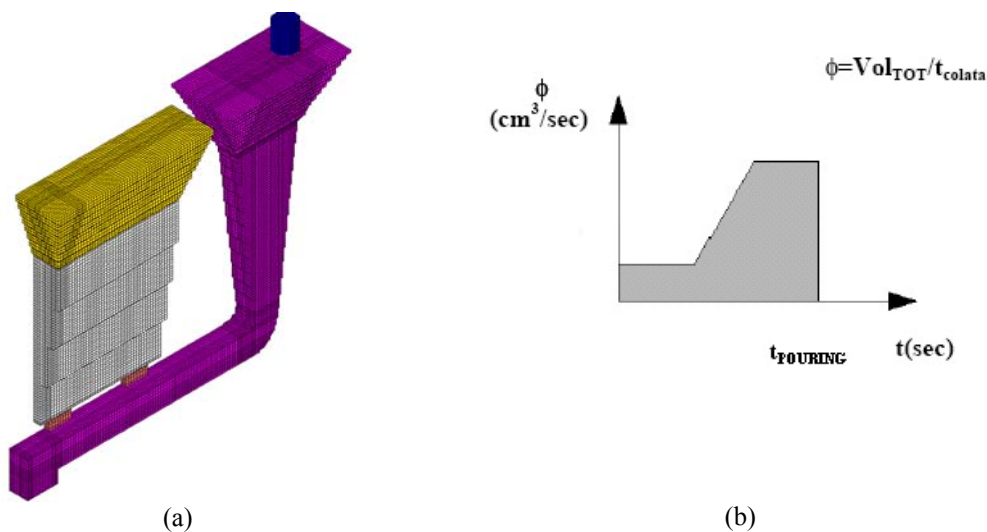 ϕ=Vol_TOT/t_colata
ϕ
(cm³/sec)
t_POURING
t(sec)
(a)
(b)